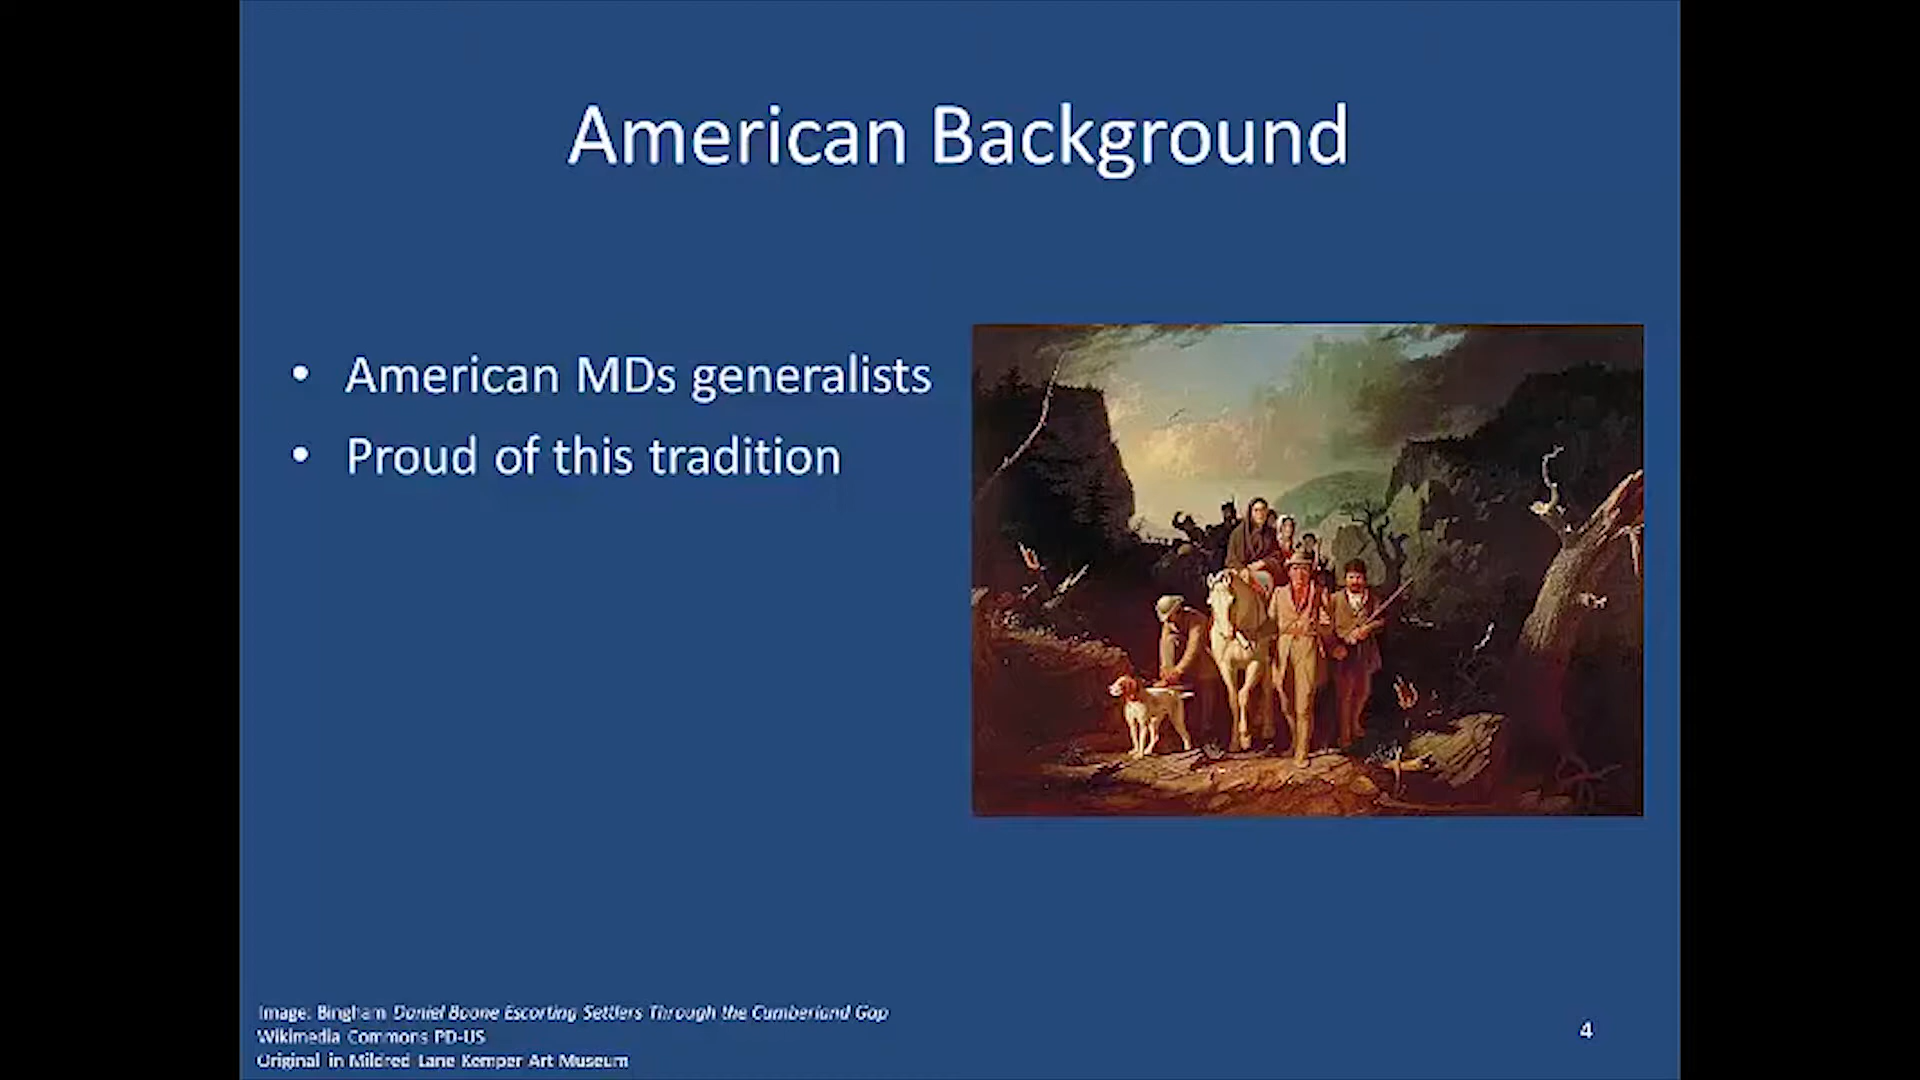 American Background
• American MDs generalists
• Proud of this tradition
Image: Bingham Daniel Boone Escorting Settlers Through the Cumberland Gap
Wikimedia Commons PD-US
Original in Mildred Lane Kemper Art Museum
4